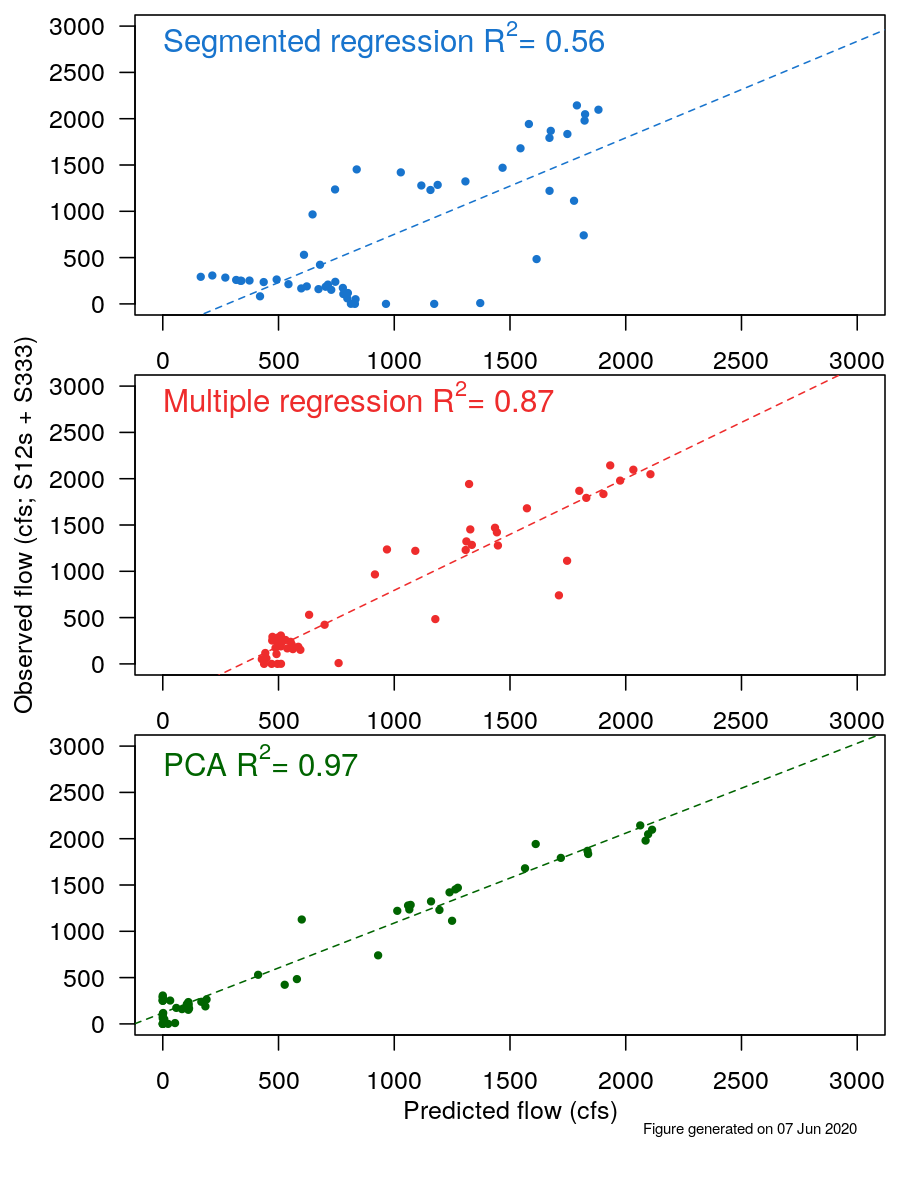 Segmented regression R2= 0.56
3000
2500
2000
1500
1000
500
0
0 500 1000 1500 2000 2500 3000
Multiple regression R2= 0.87
3000
2500
2000
1500
1000
500
0
0 500 1000 1500 2000 2500 3000
PCA R2= 0.97
3000
2500
2000
1500
1000
500
0
0 500 1000 1500 2000 2500 3000
Observed flow (cfs; S12s + S333)
Predicted flow (cfs)
Figure generated on 07 Jun 2020